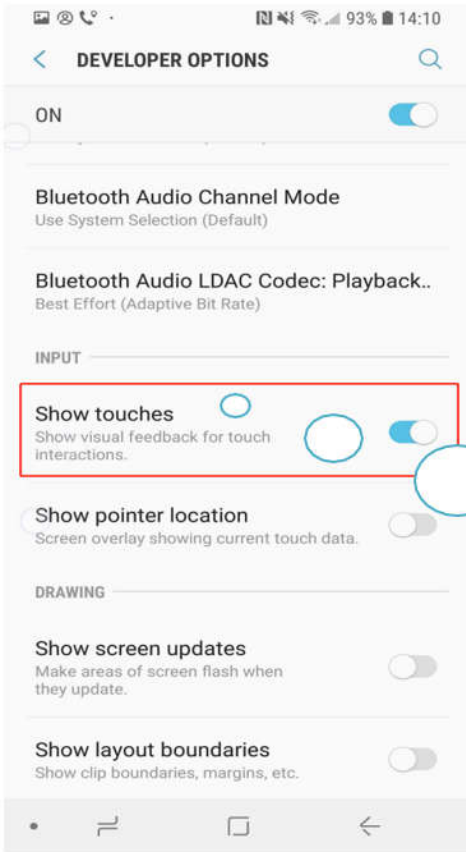 93% 14:10
DEVELOPER OPTIONS
ON
Bluetooth Audio Channel Mode
Use System Selection (Default)
Bluetooth Audio LDAC Codec: Playback..
Best Effort (Adaptive Bit Rate)
INPUT
Show touches
Show visual feedback for touch
interactions.
Show pointer location
Screen overlay showing current touch data.
DRAWING
Show screen updates
Make areas of screen flash when
they update.
Show layout boundaries
Show clip boundaries, margins, etc.